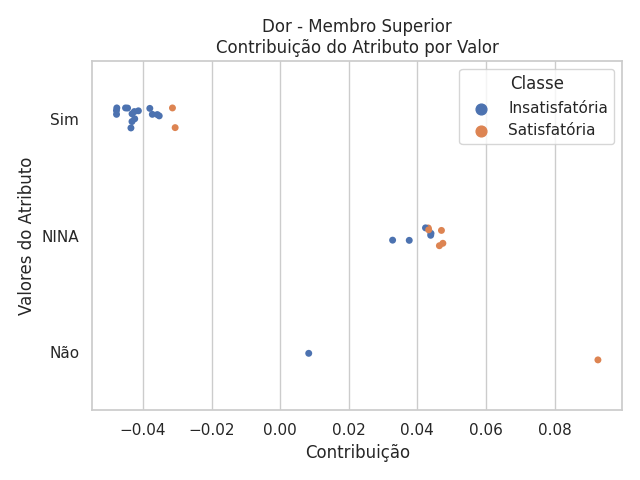 Dor - Membro Superior
Contribuição do Atributo por Valor
Classe
Insatisfatória
Satisfatória
Valores do Atributo
Sim
NINA
Não
−0.04
−0.02
0.00
0.02
0.04
0.06
0.08
Contribuição